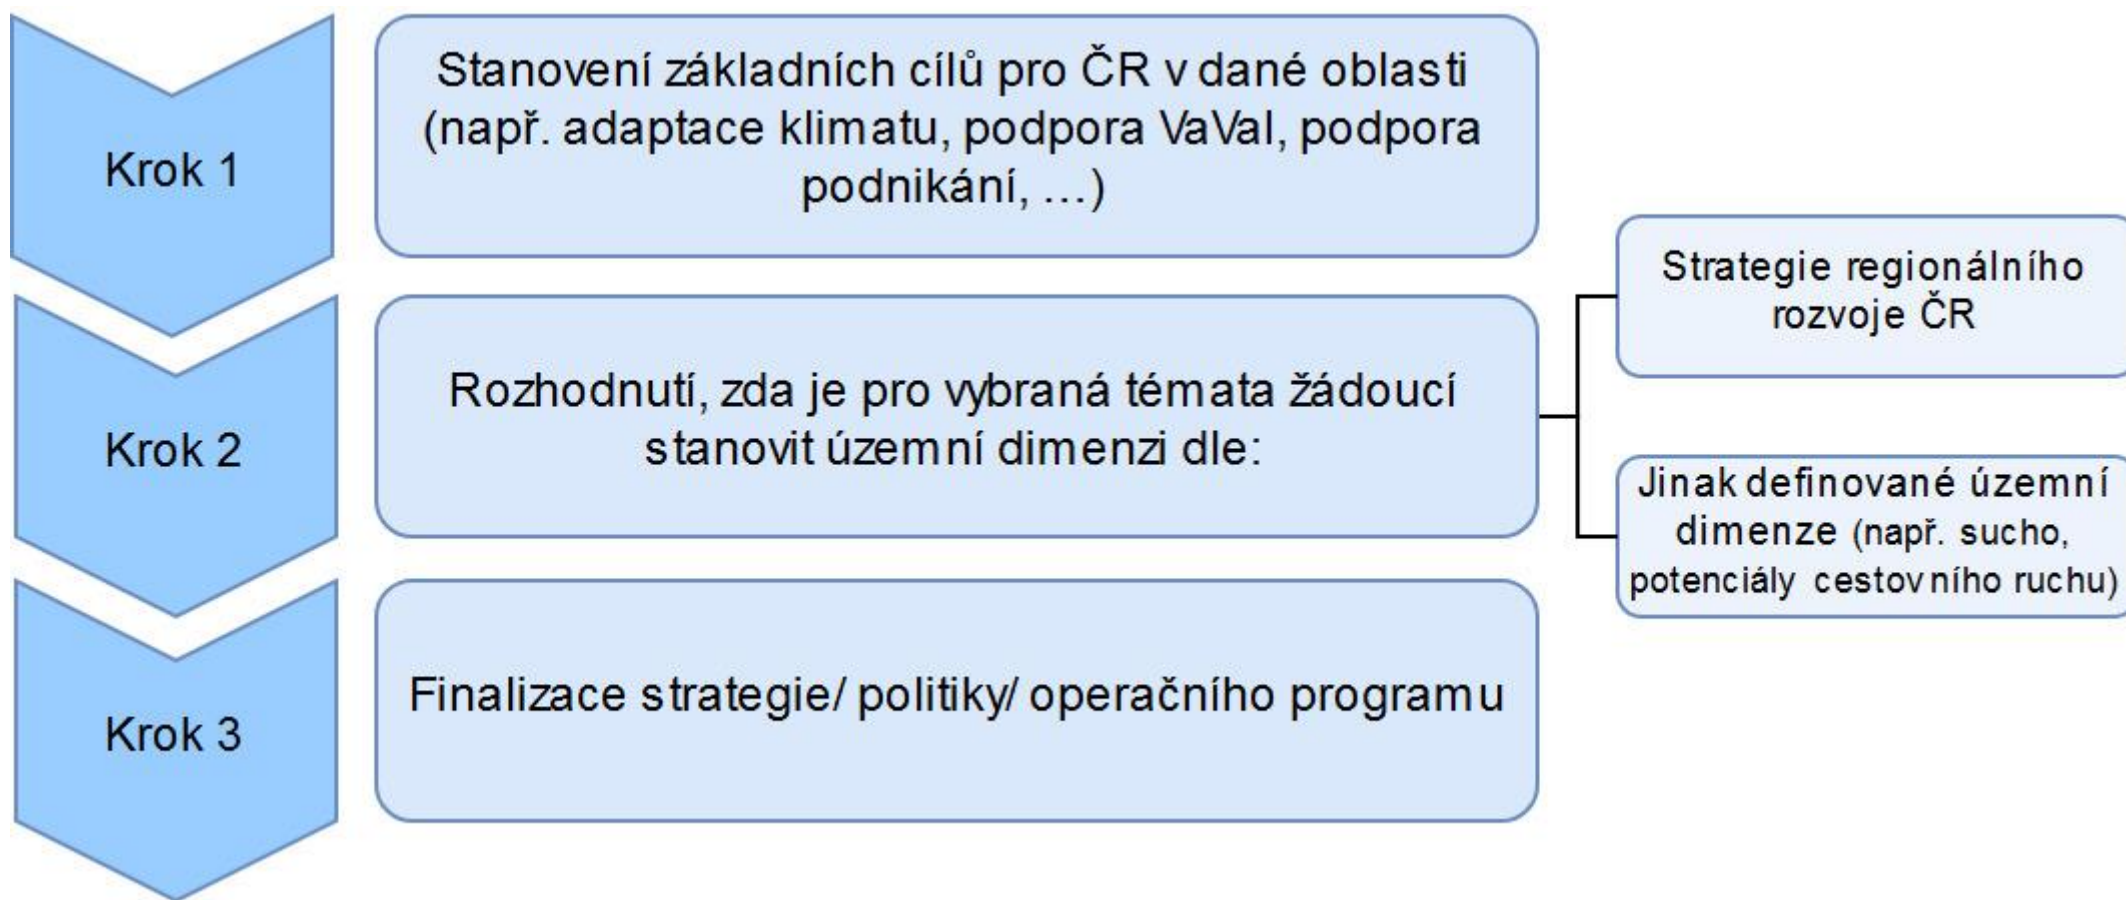 Krok 1
Stanovení základních cílů pro ČR v dané oblasti
(např. adaptace klimatu, podpora VaVaI, podpora
podnikání, …)
Krok 2
Rozhodnutí, zda je pro vybraná témata žádoucí
stanovit územní dimenzi dle:
Strategie regionálního
rozvoje ČR
Jinak definované územní
dimenze (např. sucho,
potenciály cestovního ruchu)
Krok 3
Finalizace strategie/ politiky/ operačního programu